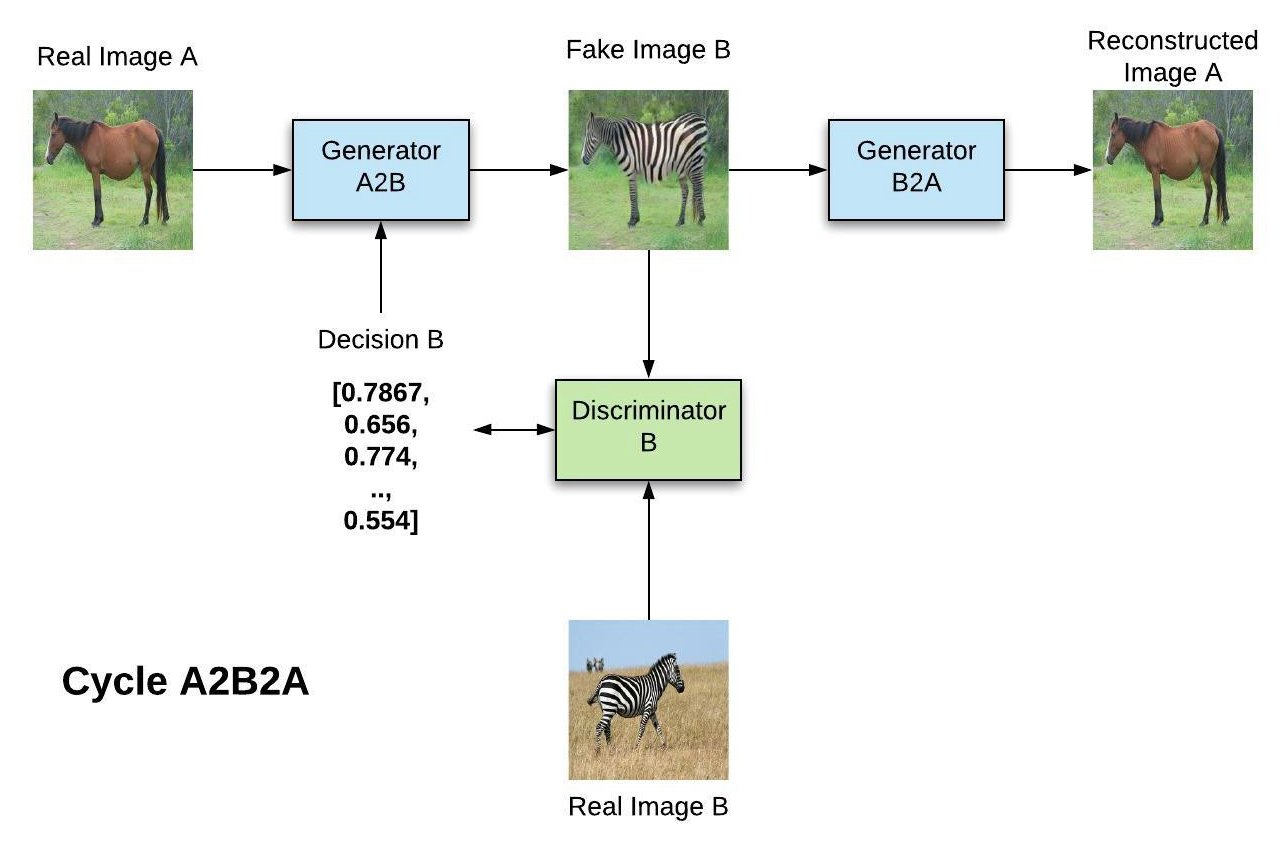 Real Image A
Fake Image B
Reconstructed
Image A
Generator
A2B
Generator
B2A
Decision B
[0.7867,
0.656,
0.774,
..,
0.554]
Discriminator
B
Cycle A2B2A
Real Image B